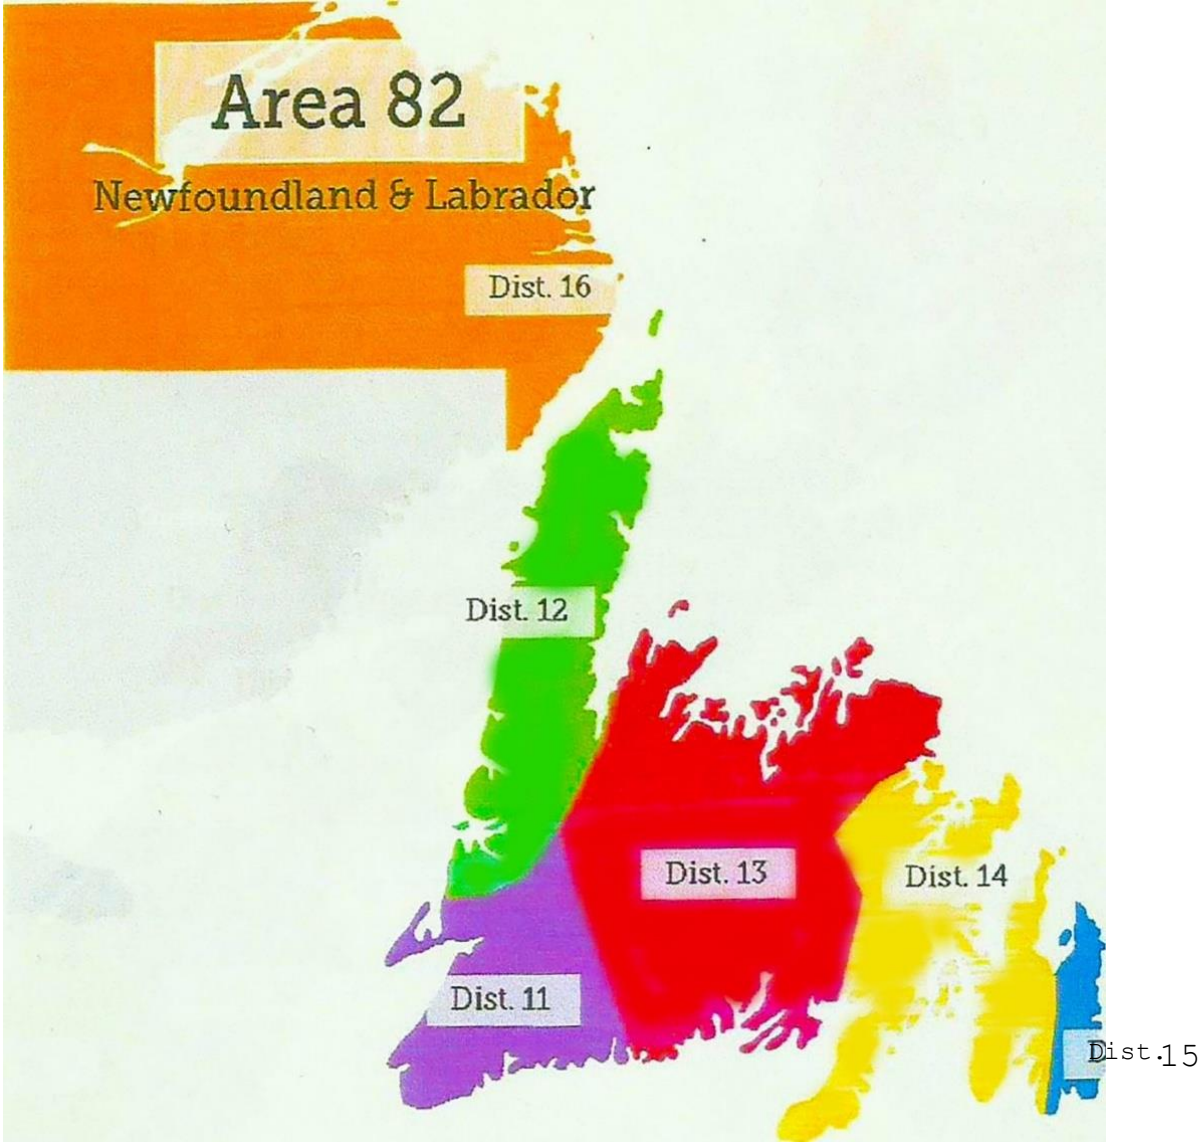 Area 82
Newfoundland & Labrador
Dist. 16
Dist. 12
Dist. 13
Dist. 14
Dist. 11
Dist.15